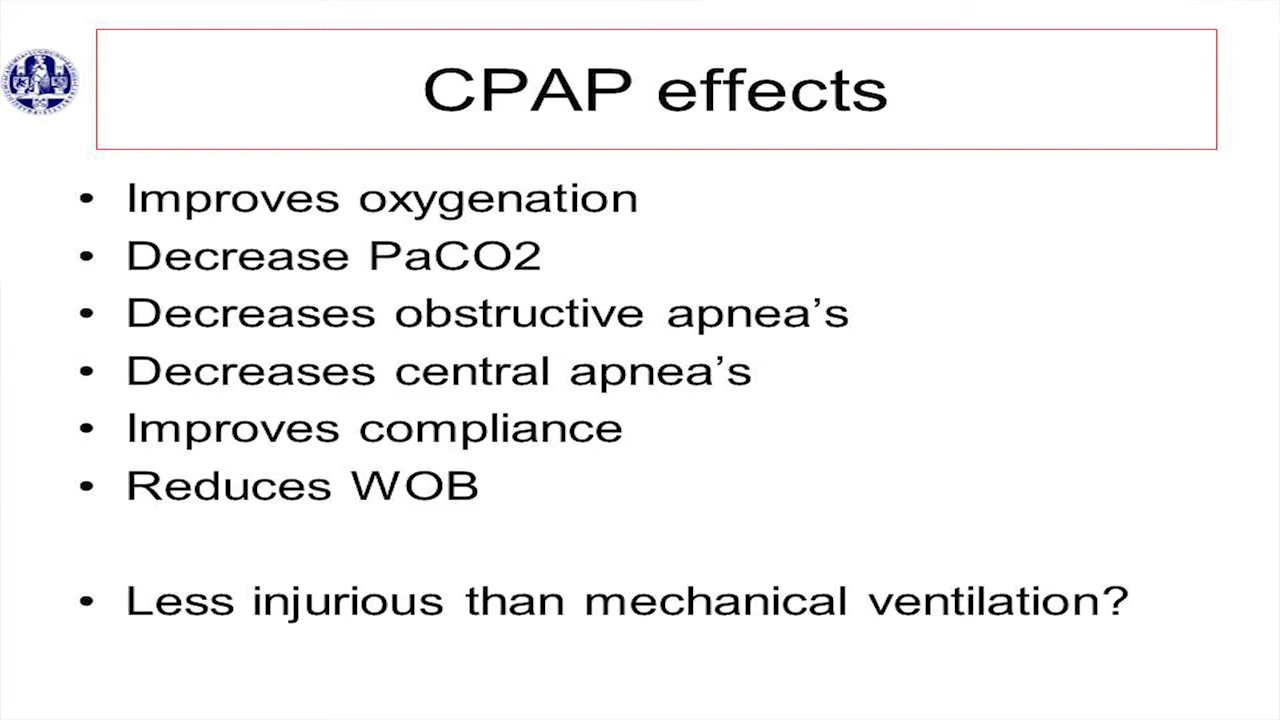 CPAP effects
• Improves oxygenation
• Decrease PaCO2
• Decreases obstructive apnea’s
• Decreases central apnea’s
• Improves compliance
• Reduces WOB
• Less injurious than mechanical ventilation?